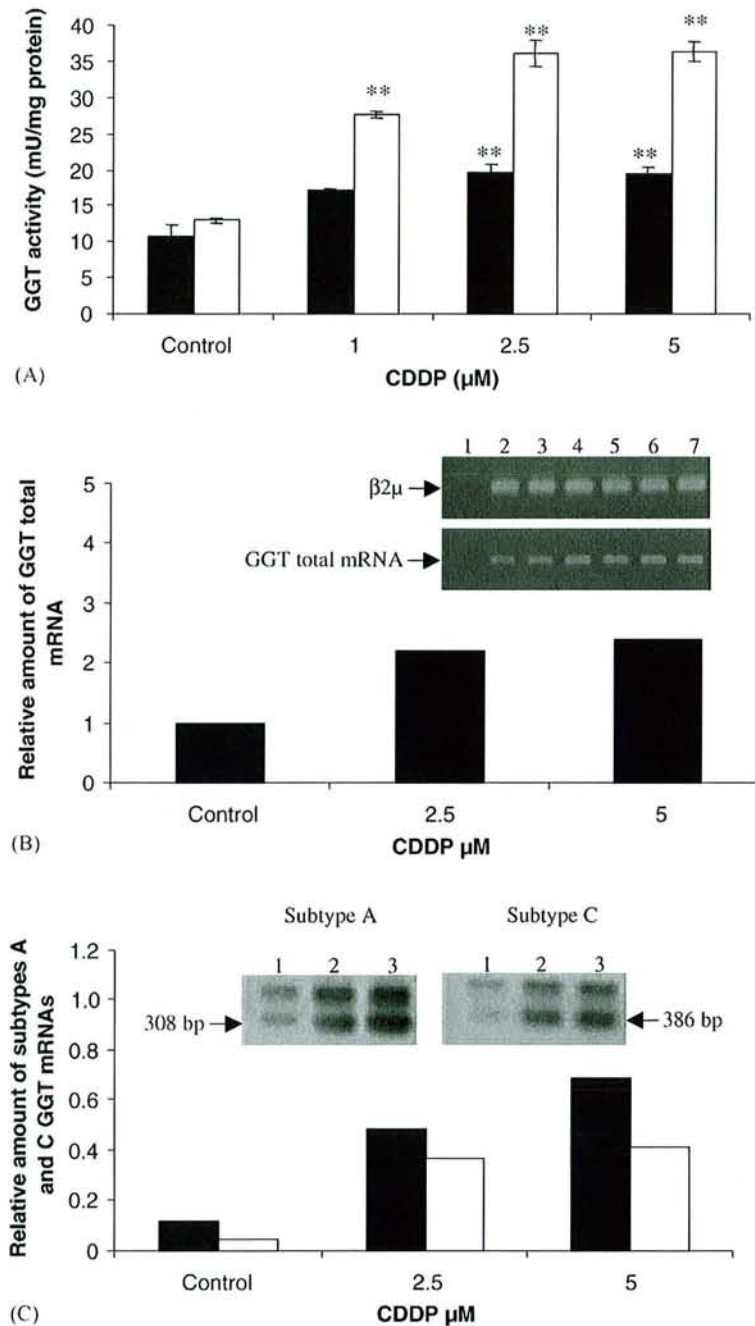 40
35
30
25
20
15
10
5
0
GGT activity (mU/mg protein)
**
**
**
**
**
Control
1
2.5
5
CDDP (µM)
(A)
1 2 3 4 5 6 7
β2µ
GGT total mRNA
5
4
3
2
1
0
Relative amount of GGT total
mRNA
Control
2.5
5
CDDP µM
(B)
Subtype A
Subtype C
1 2 3
1 2 3
308 bp
386 bp
1.2
1.0
0.8
0.6
0.4
0.2
0
Relative amount of subtypes A
and C GGT mRNAs
Control
2.5
5
CDDP µM
(C)